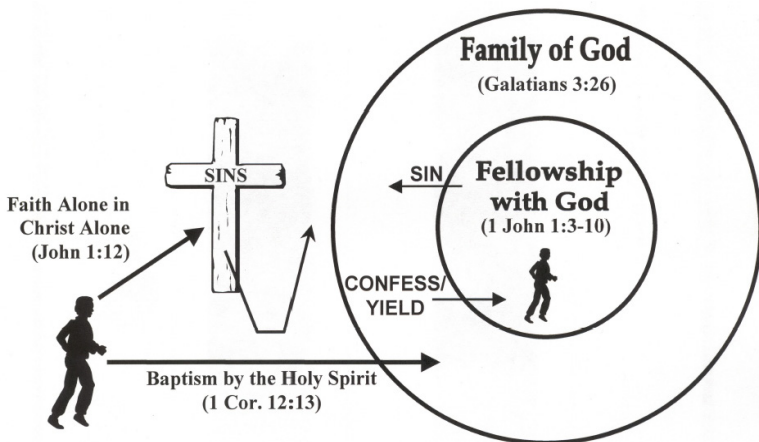 Family of God
(Galatians 3:26)
SINS
Faith Alone in
Christ Alone
(John 1:12)
SIN
Fellowship
with God
(1 John 1:3-10)
CONFESS/
YIELD
Baptism by the Holy Spirit
(1 Cor. 12:13)